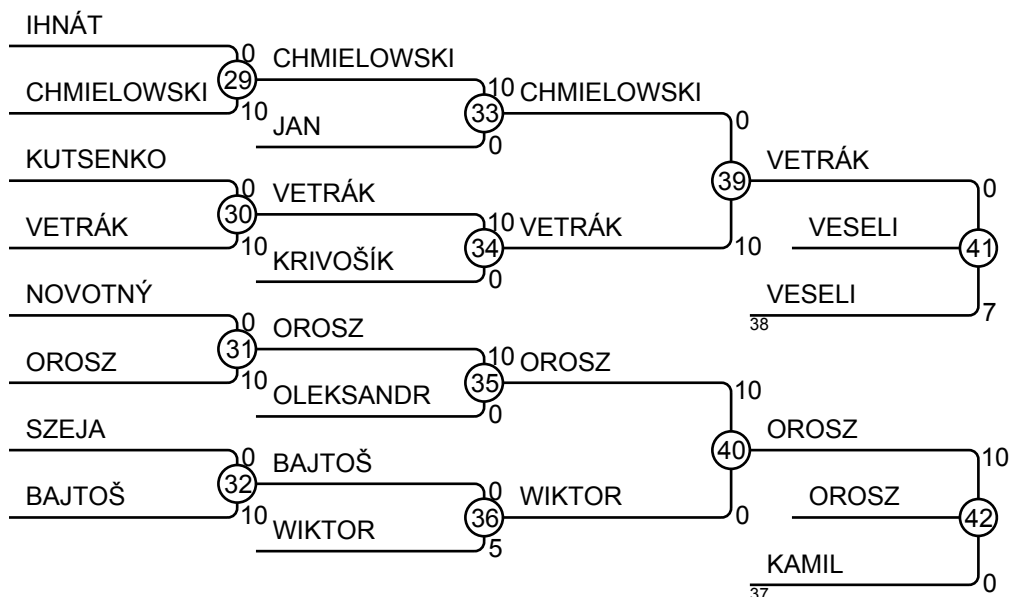 IHNÁT
0
29
CHMIELOWSKI
CHMIELOWSKI
10
10
33
CHMIELOWSKI
JAN
0
0
KUTSENKO
0
30
VETRÁK
39
VETRÁK
0
VETRÁK
10
10
34
VETRÁK
10
VESELI
41
KRIVOŠÍK
0
NOVOTNÝ
VESELI
38
7
0
31
OROSZ
OROSZ
10
10
35
OROSZ
OLEKSANDR
0
10
SZEJA
0
32
BAJTOŠ
40
OROSZ
10
BAJTOŠ
10
0
36
WIKTOR
0
OROSZ
42
WIKTOR
5
KAMIL
37
0